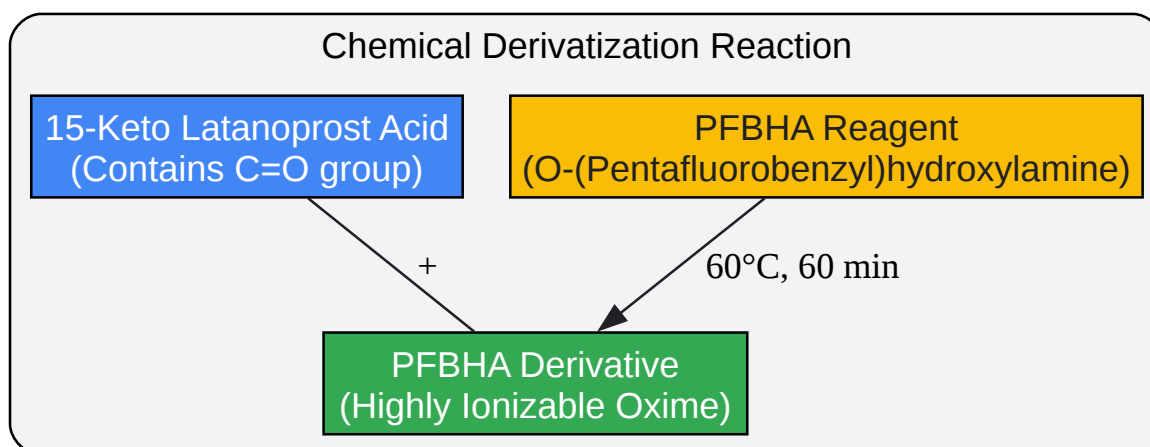 Chemical Derivatization Reaction
15-Keto Latanoprost Acid
(Contains C=O group)
PFBHA Reagent
(O-(Pentafluorobenzyl)hydroxylamine)
+
60°C, 60 min
PFBHA Derivative
(Highly Ionizable Oxime)